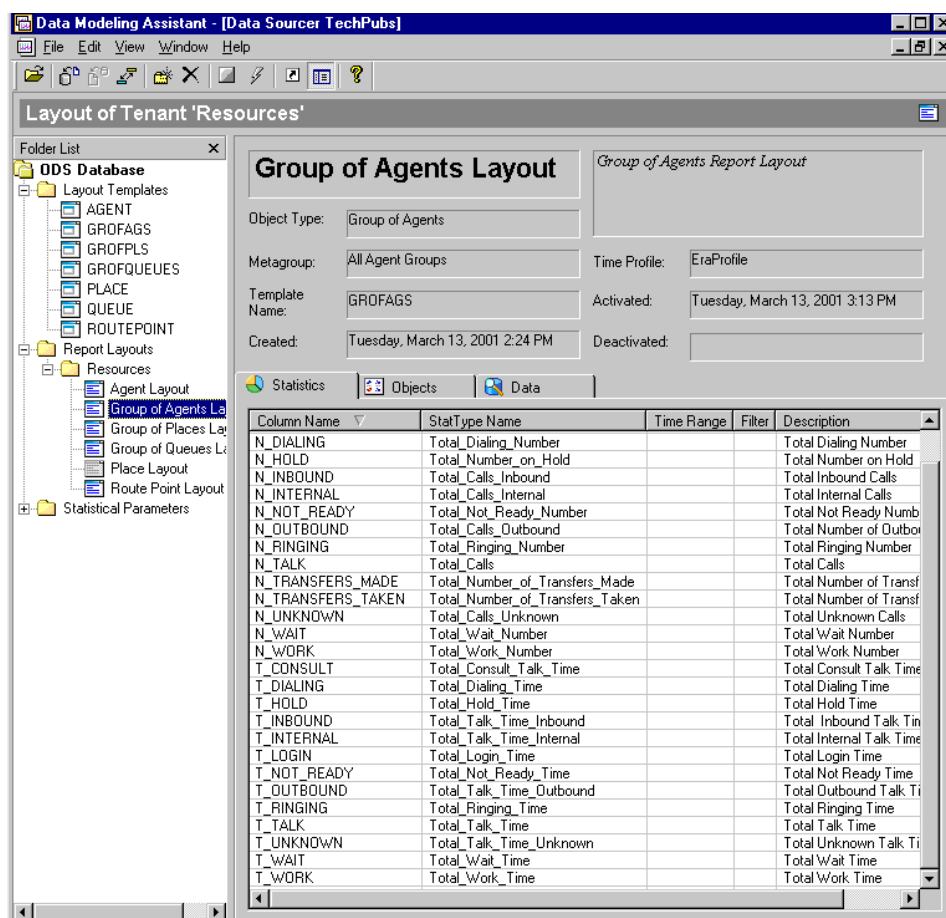 Data Modeling Assistant - [Data Sourcer TechPubs]
File Edit View Window Help
Layout of Tenant 'Resources'
Folder List
ODS Database
Layout Templates
AGENT
GROFAGS
GROFPLS
GROFQUEUES
PLACE
QUEUE
ROUTEPOINT
Report Layouts
Resources
Agent Layout
Group of Agents La
Group of Places La
Group of Queues La
Place Layout
Route Point Layout
Statistical Parameters
Group of Agents Layout
Group of Agents Report Layout
Object Type: Group of Agents
Metagroup: All Agent Groups Time Profile: EraProfile
Template Name: GROFAGS Activated: Tuesday, March 13, 2001 3:13 PM
Created: Tuesday, March 13, 2001 2:24 PM Deactivated:
Statistics Objects Data
Column Name StatType Name Time Range Filter Description
N_DIALING Total_Dialing_Number Total Dialing Number
N_HOLD Total_Number_on_Hold Total Number on Hold
N_INBOUND Total_Calls_Inbound Total Inbound Calls
N_INTERNAL Total_Calls_Internal Total Internal Calls
N_NOT_READY Total_Not_Ready_Number Total Not Ready Numb
N_OUTBOUND Total_Calls_Outbound Total Number of Outbou
N_RINGING Total_Ringing_Number Total Ringing Number
N_TALK Total_Calls Total Calls
N_TRANSFERS_MADE Total_Number_of_Transfers_Made Total Number of Transf
N_TRANSFERS_TAKEN Total_Number_of_Transfers_Taken Total Number of Transf
N_UNKNOWN Total_Calls_Unknown Total Unknown Calls
N_WAIT Total_Wait_Number Total Wait Number
N_WORK Total_Work_Number Total Work Number
T_CONSULT Total_Consult_Talk_Time Total Consult Talk Time
T_DIALING Total_Dialing_Time Total Dialing Time
T_HOLD Total_Hold_Time Total Hold Time
T_INBOUND Total_Talk_Time_Inbound Total Inbound Talk Tin
T_INTERNAL Total_Talk_Time_Internal Total Internal Talk Time
T_LOGIN Total_Login_Time Total Login Time
T_NOT_READY Total_Not_Ready_Time Total Not Ready Time
T_OUTBOUND Total_Talk_Time_Outbound Total Outbound Talk Ti
T_RINGING Total_Ringing_Time Total Ringing Time
T_TALK Total_Talk_Time Total Talk Time
T_UNKNOWN Total_Talk_Time_Unknown Total Unknown Talk Ti
T_WAIT Total_Wait_Time Total Wait Time
T_WORK Total_Work_Time Total Work Time